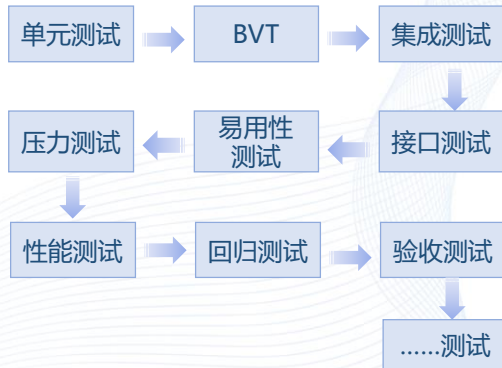 单元测试
BVT
集成测试
接口测试
易用性
测试
压力测试
性能测试
回归测试
验收测试
......测试